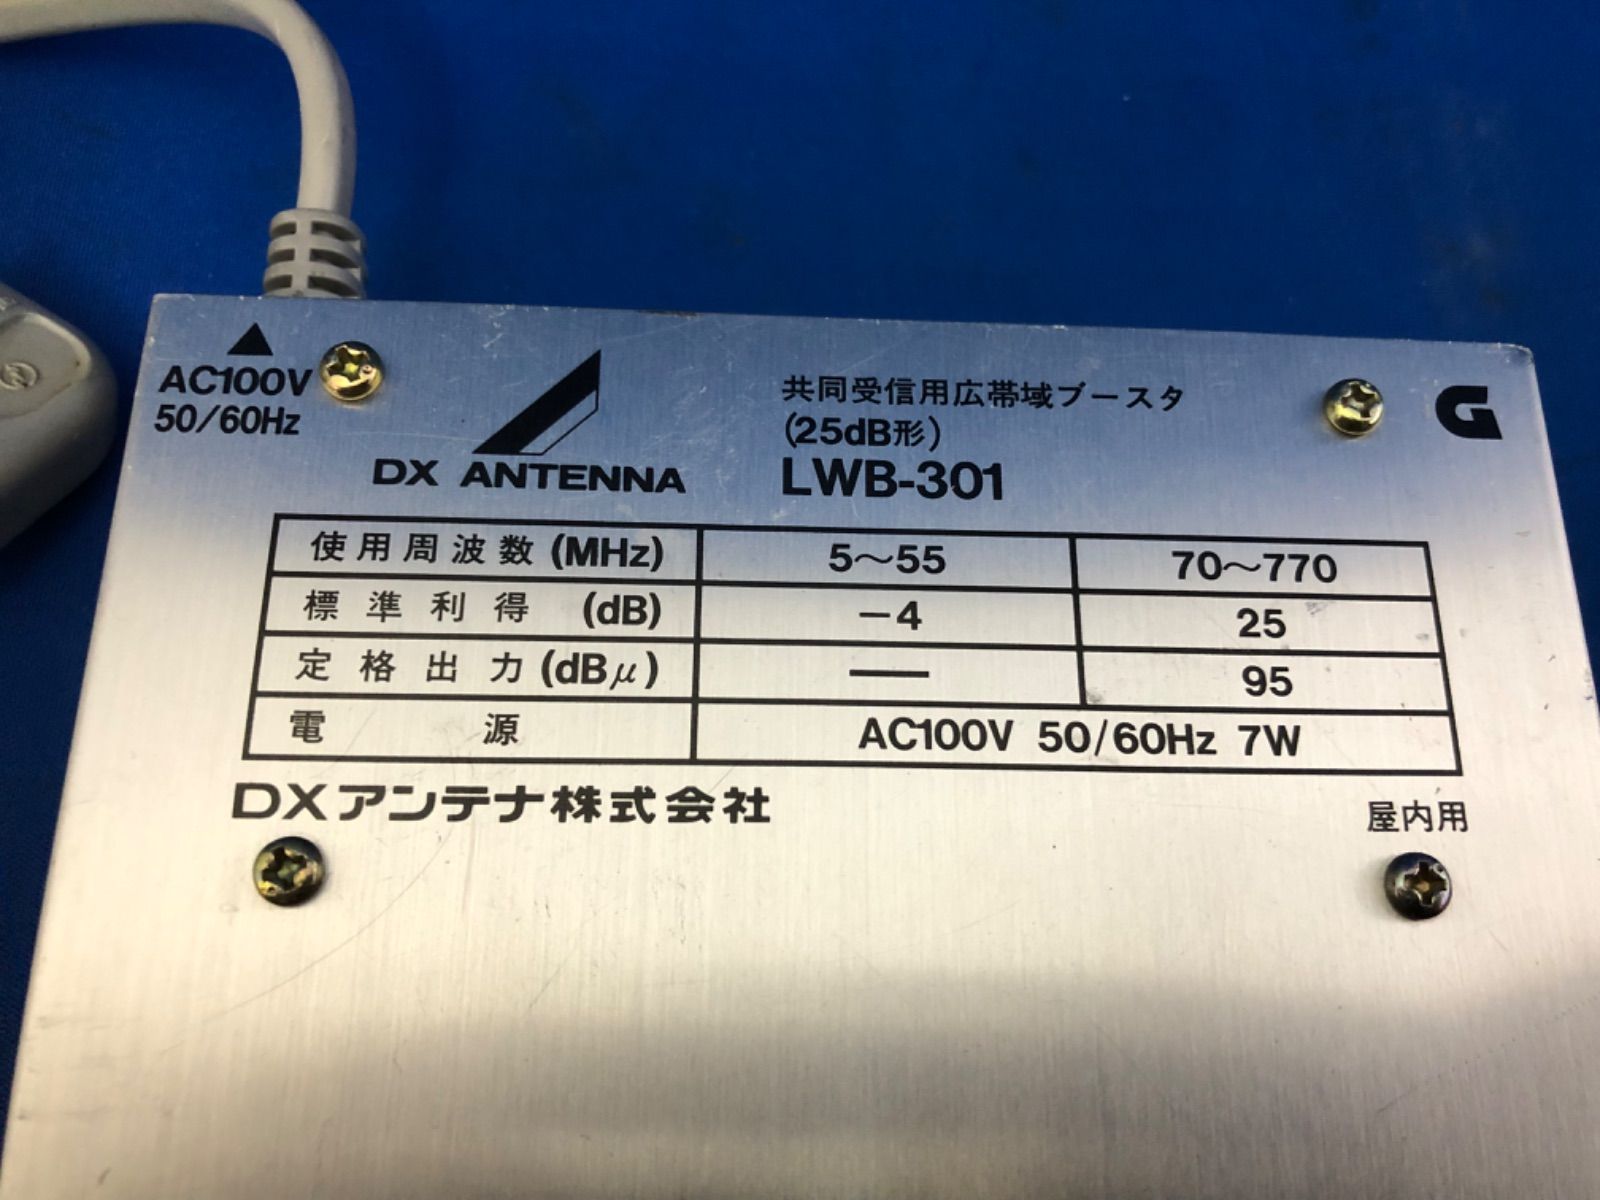 AC100V
50/60Hz
DX ANTENNA
共同受信用広帯域ブースタ
(25dB形)
LWB-301
G
使用周波数 (MHz) 5～55 70～770
標準利得 (dB) −4 25
定格出力 (dBμ) — 95
電源 AC100V 50/60Hz 7W
DXアンテナ株式会社
屋内用